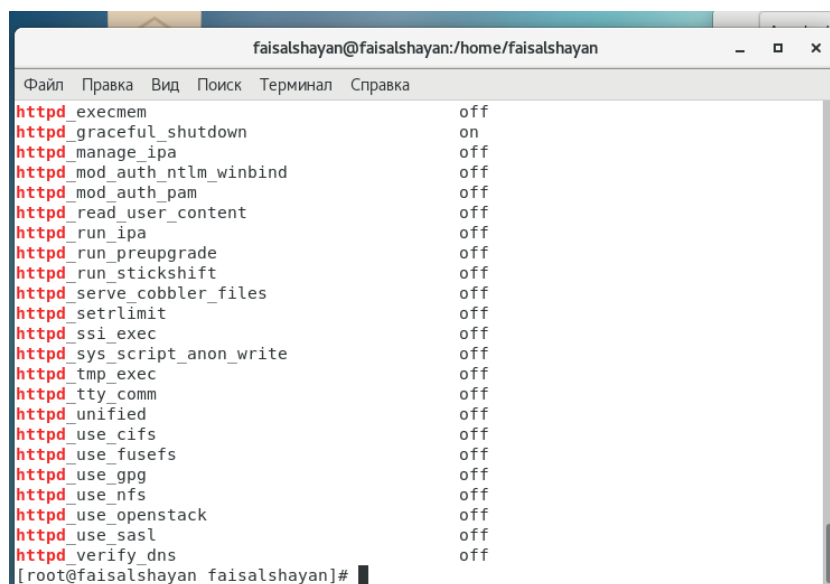 faisalshayan@faisalshayan:/home/faisalshayan
Файл Правка Вид Поиск Терминал Справка
httpd_execmem off
httpd_graceful_shutdown on
httpd_manage_ipa off
httpd_mod_auth_ntlm_winbind off
httpd_mod_auth_pam off
httpd_read_user_content off
httpd_run_ipa off
httpd_run_preupgrade off
httpd_run_stickshift off
httpd_serve_cobbler_files off
httpd_setrlimit off
httpd_ssi_exec off
httpd_sys_script_anon_write off
httpd_tmp_exec off
httpd_tty_comm off
httpd_unified off
httpd_use_cifs off
httpd_use_fusefs off
httpd_use_gpg off
httpd_use_nfs off
httpd_use_openstack off
httpd_use_sasl off
httpd_verify_dns off
[root@faisalshayan faisalshayan]#